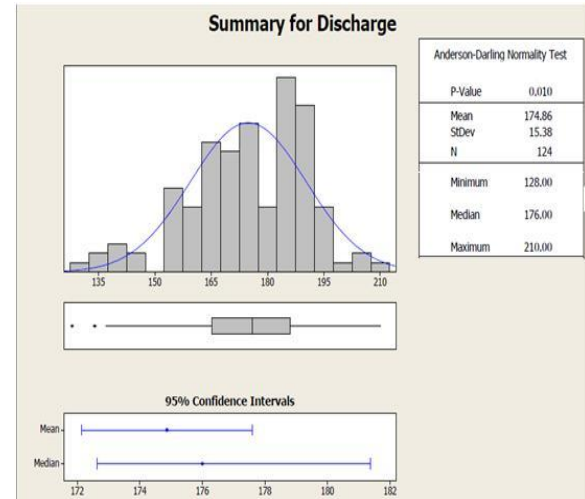 Summary for Discharge
Anderson-Darling Normality Test
P-Value 0.010
Mean 174.86
StDev 15.38
N 124
Minimum 128.00
Median 176.00
Maximum 210.00
135 150 165 180 195 210
95% Confidence Intervals
Mean
Median
172 174 176 178 180 182